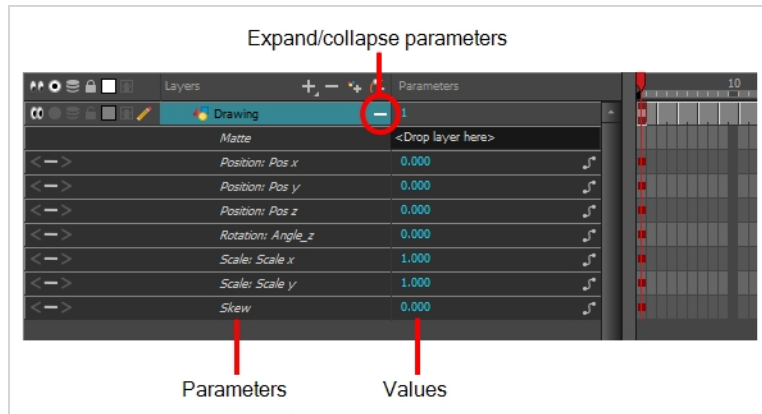 Expand/collapse parameters
Layers Parameters 10
Drawing 1
Matte <Drop layer here>
Position: Pos x 0.000
Position: Pos y 0.000
Position: Pos z 0.000
Rotation: Angle_z 0.000
Scale: Scale x 1.000
Scale: Scale y 1.000
Skew 0.000
Parameters Values